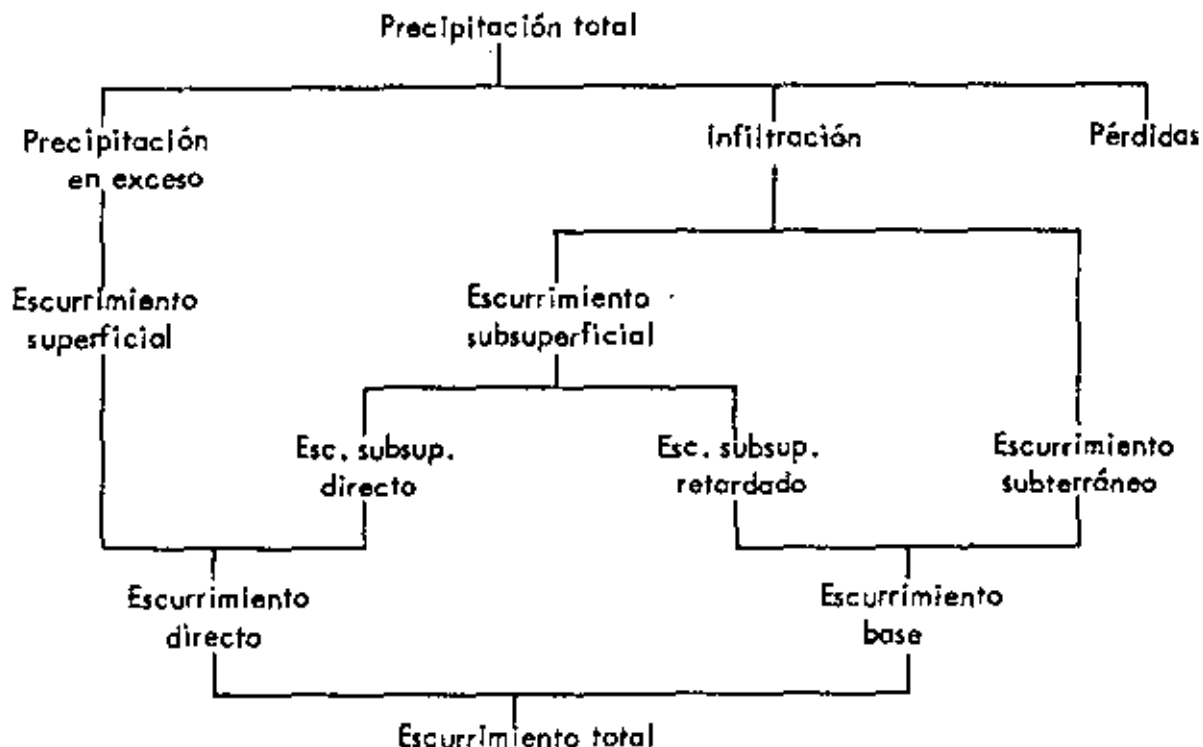 Precipitación total
Precipitación
en exceso
Infiltración
Pérdidas
Escurrimiento
superficial
Escurrimiento
subsuperficial
Esc. subsup.
directo
Esc. subsup.
retardado
Escurrimiento
subterráneo
Escurrimiento
directo
Escurrimiento
base
Escurrimiento total